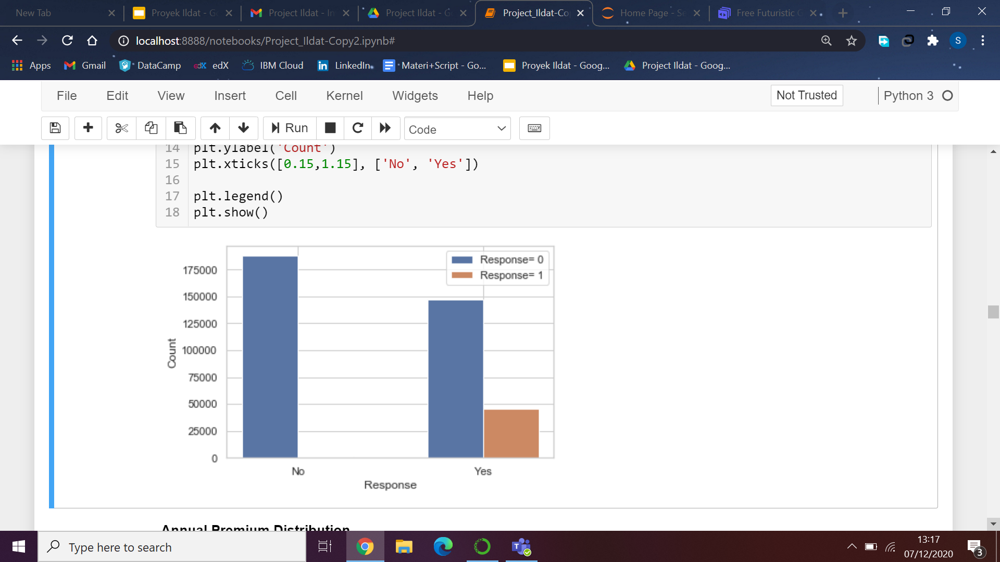 New Tab
Proyek Ildat - G
Project Ildat - In
Project Ildat - G
Project_Ildat-Co
Home Page - Se
Free Futuristic G
localhost:8888/notebooks/Project_Ildat-Copy2.ipynb#
S
Apps
Gmail
DataCamp
edX edX
IBM Cloud
in LinkedIn
Materi+Script - Go...
Proyek Ildat - Goog...
Project Ildat - Goog...
File Edit View Insert Cell Kernel Widgets Help
Not Trusted
Python 3
Run
Code
14 plt.ylabel('Count')
15 plt.xticks([0.15,1.15], ['No', 'Yes'])
16
17 plt.legend()
18 plt.show()
Response= 0
Response= 1
175000
150000
125000
100000
75000
50000
25000
0
Count
No
Yes
Response
Annual Premium Distribution
Type here to search
T
13:17
07/12/2020
3